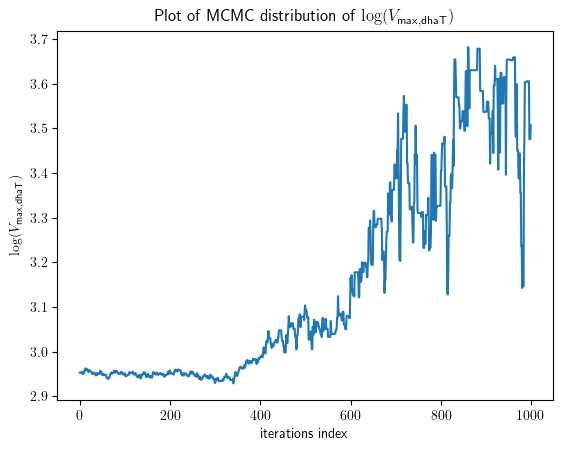 Plot of MCMC distribution of log(V_max,dhaT)
3.7
3.6
3.5
3.4
3.3
3.2
3.1
3.0
2.9
log(V_max,dhaT)
0 200 400 600 800 1000
iterations index